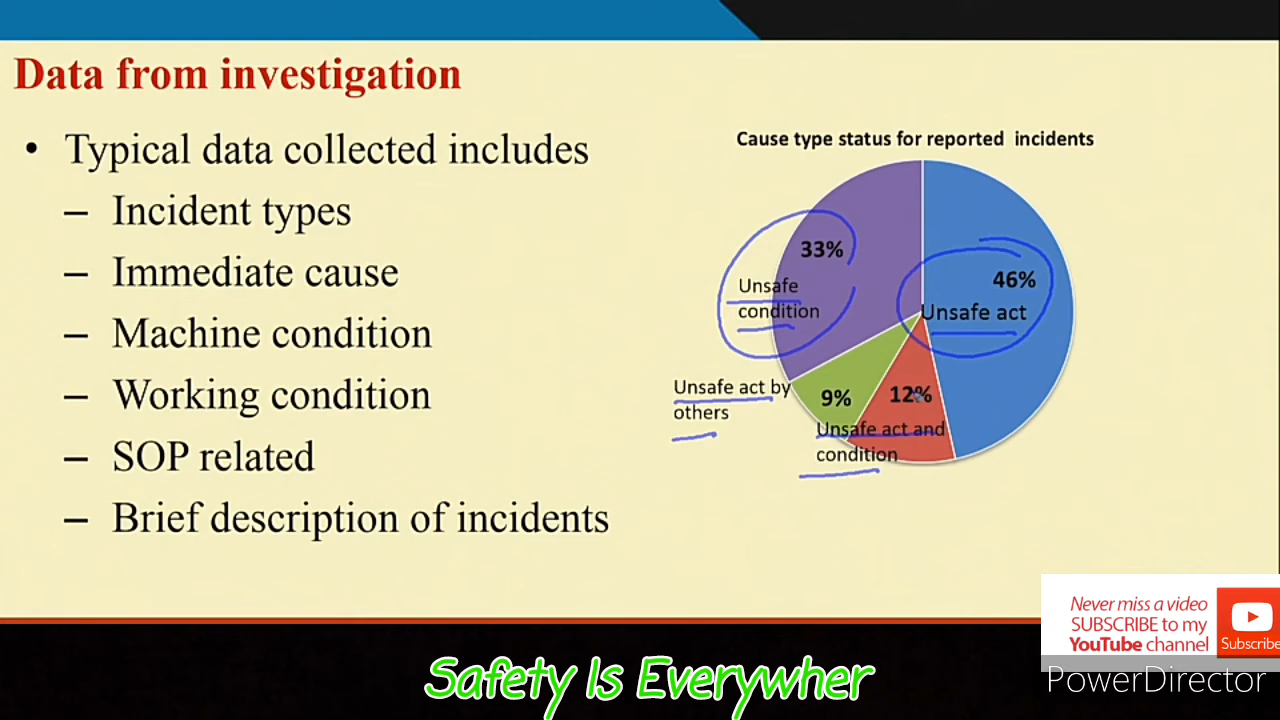 Data from investigation
• Typical data collected includes
– Incident types
– Immediate cause
– Machine condition
– Working condition
– SOP related
– Brief description of incidents
Cause type status for reported incidents
33%
Unsafe
condition
46%
Unsafe act
Unsafe act by
others
9%
12%
Unsafe act and
condition
Never miss a video
SUBSCRIBE to my
YouTube channel
Subscribe
PowerDirector
Safety Is Everywher